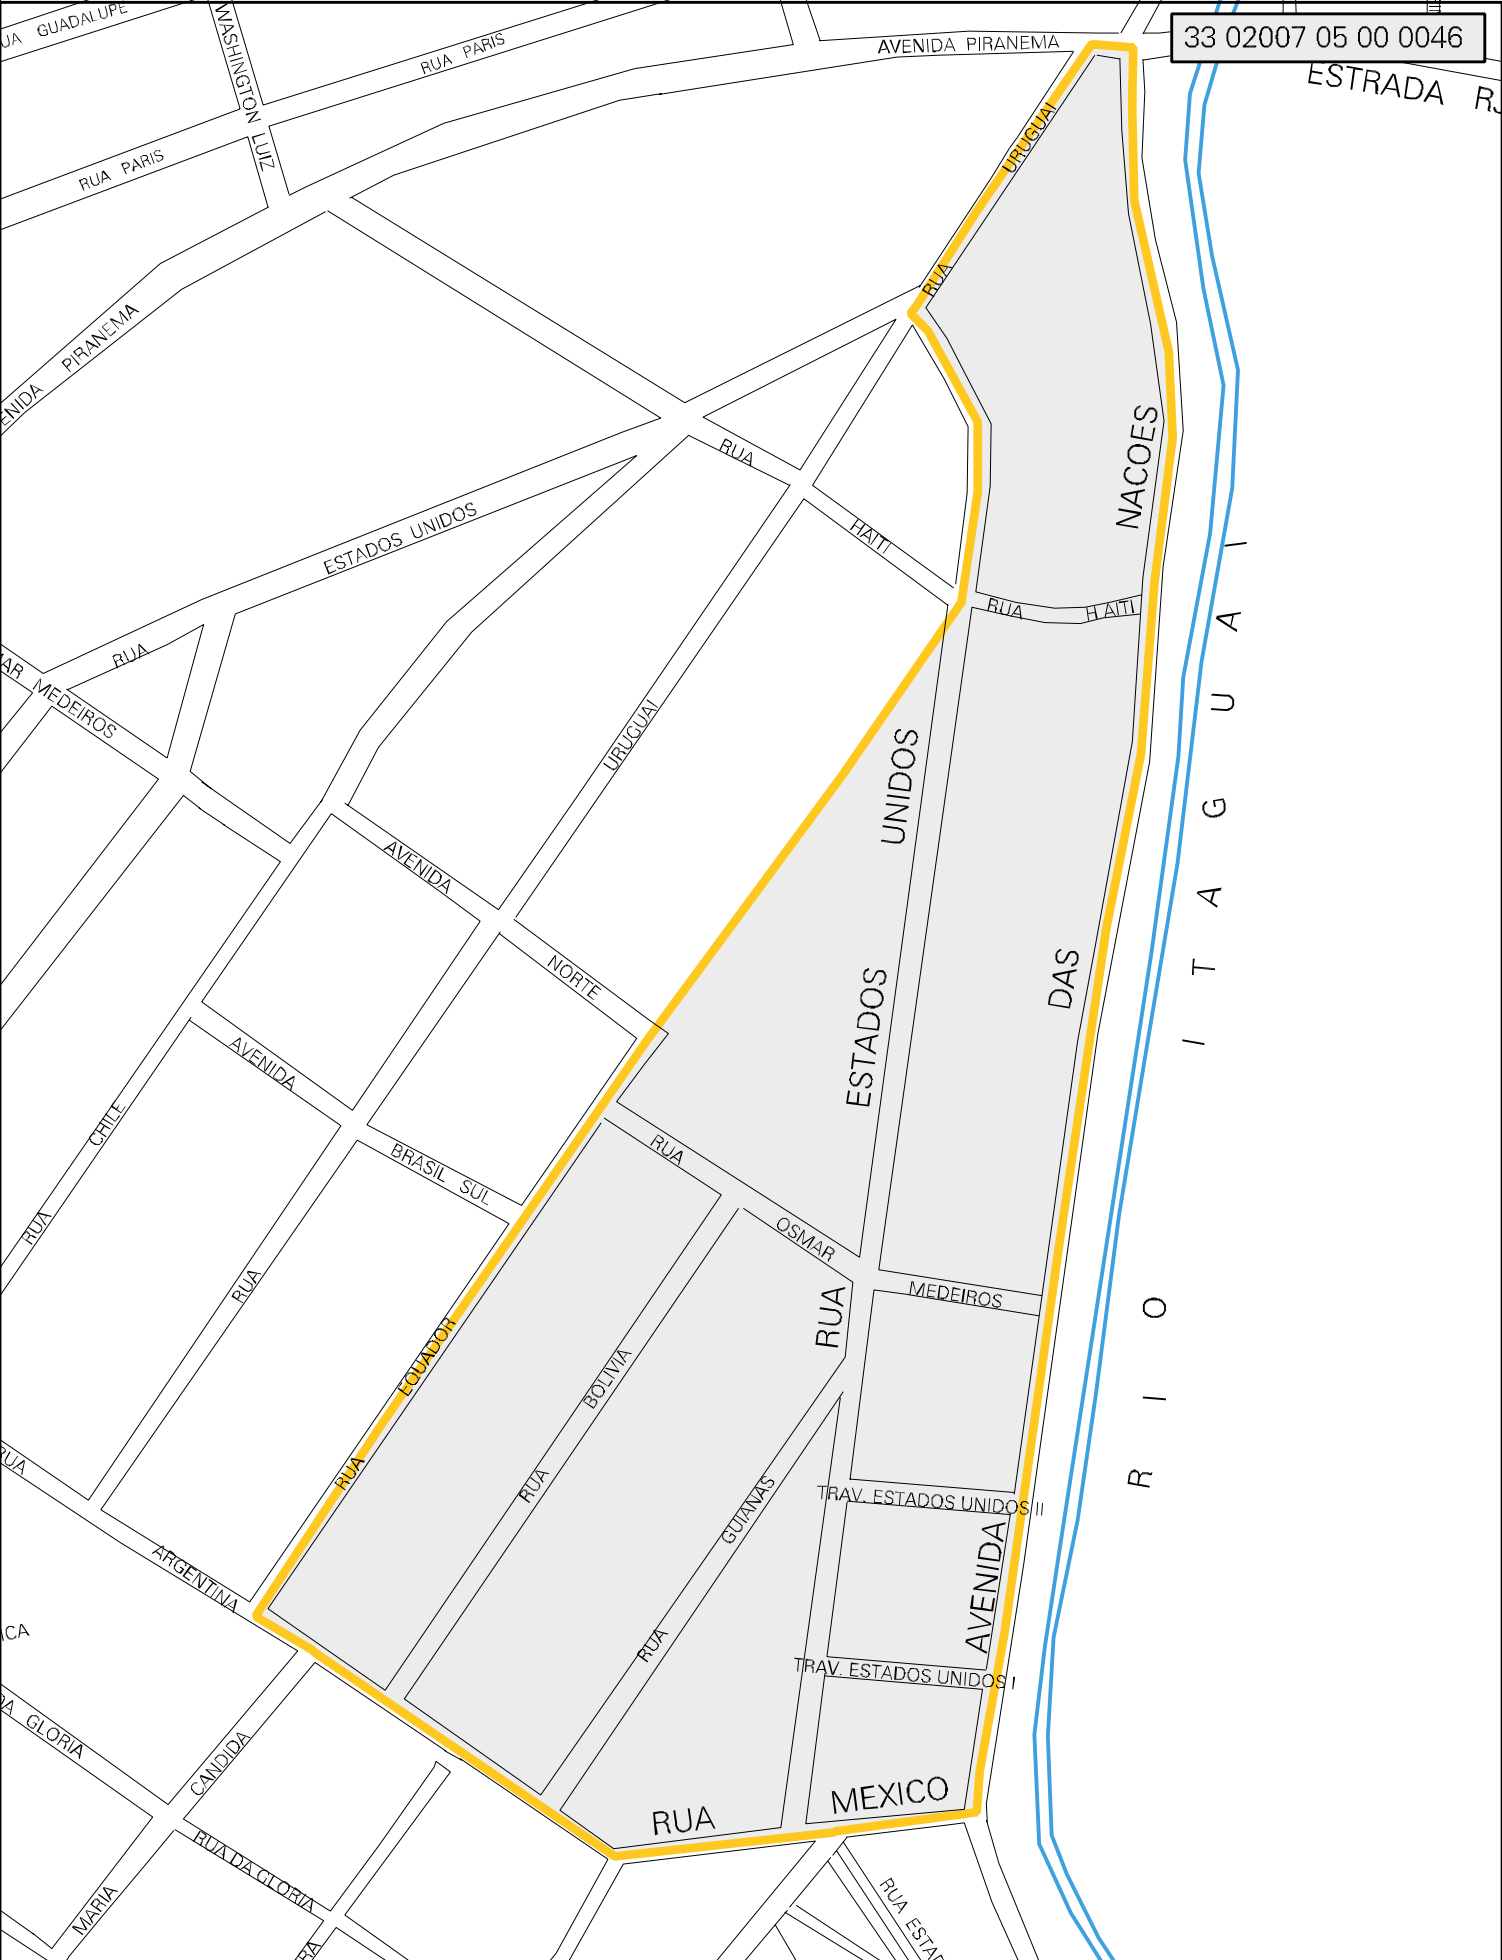 GUADALUPE
WASHINGTON LUIZ
RUA PARIS
AVENIDA PIRANEMA
33 02007 05 00 0046
ESTRADA
RUA PARIS
RUA URUGUAI
PIRANEMA
RUA HAITI
ESTADOS UNIDOS
RUA
NACOES
RUA HAITI
MEDEIROS
URUGUAI
UNIDOS
AVENIDA
NORTE
ESTADOS
DAS
RIO ITAGUAI
AVENIDA
BRASIL SUL
CHILE
RUA
RUA
RUA
OSMAR
MEDEIROS
RUA
EQUADOR
RUA
BOLIVIA
RUA
GUIANAS
RUA
TRAV. ESTADOS UNIDOS II
AVENIDA
ARGENTINA
TRAV. ESTADOS UNIDOS I
GLORIA
CANDIDA
MARIA
RUA MEXICO
RUA DA GLORIA
RUA